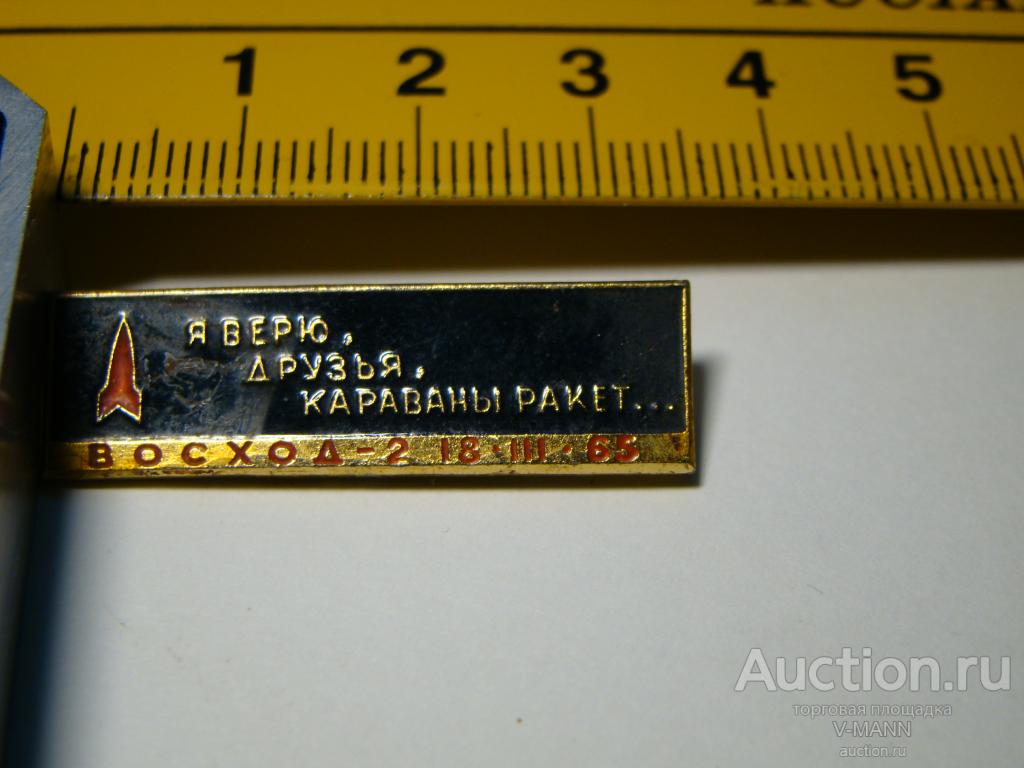 1 2 3 4 5
Я ВЕРЮ,
ДРУЗЬЯ,
КАРАВАНЫ РАКЕТ...
ВОСХОД-2 18·III·65
Auction.ru
торговая площадка
V-MANN
auction.ru